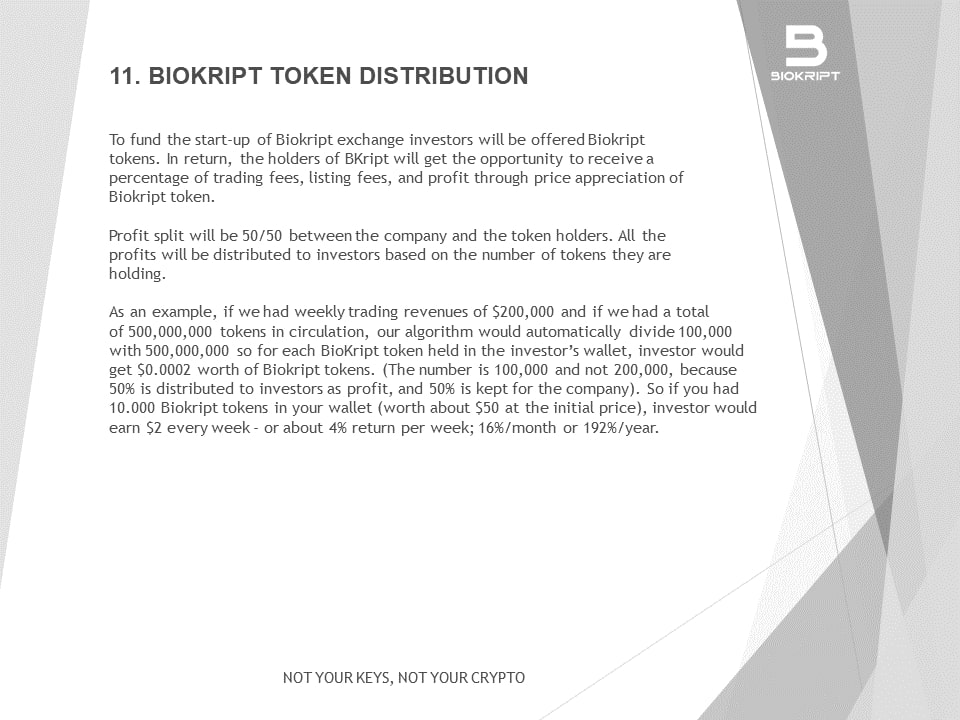 BIOKRIPT
11. BIOKRIPT TOKEN DISTRIBUTION
To fund the start-up of Biokript exchange investors will be offered Biokript
tokens. In return, the holders of BKript will get the opportunity to receive a
percentage of trading fees, listing fees, and profit through price appreciation of
Biokript token.
Profit split will be 50/50 between the company and the token holders. All the
profits will be distributed to investors based on the number of tokens they are
holding.
As an example, if we had weekly trading revenues of $200,000 and if we had a total
of 500,000,000 tokens in circulation, our algorithm would automatically divide 100,000
with 500,000,000 so for each BioKript token held in the investor’s wallet, investor would
get $0.0002 worth of Biokript tokens. (The number is 100,000 and not 200,000, because
50% is distributed to investors as profit, and 50% is kept for the company). So if you had
10.000 Biokript tokens in your wallet (worth about $50 at the initial price), investor would
earn $2 every week - or about 4% return per week; 16%/month or 192%/year.
NOT YOUR KEYS, NOT YOUR CRYPTO